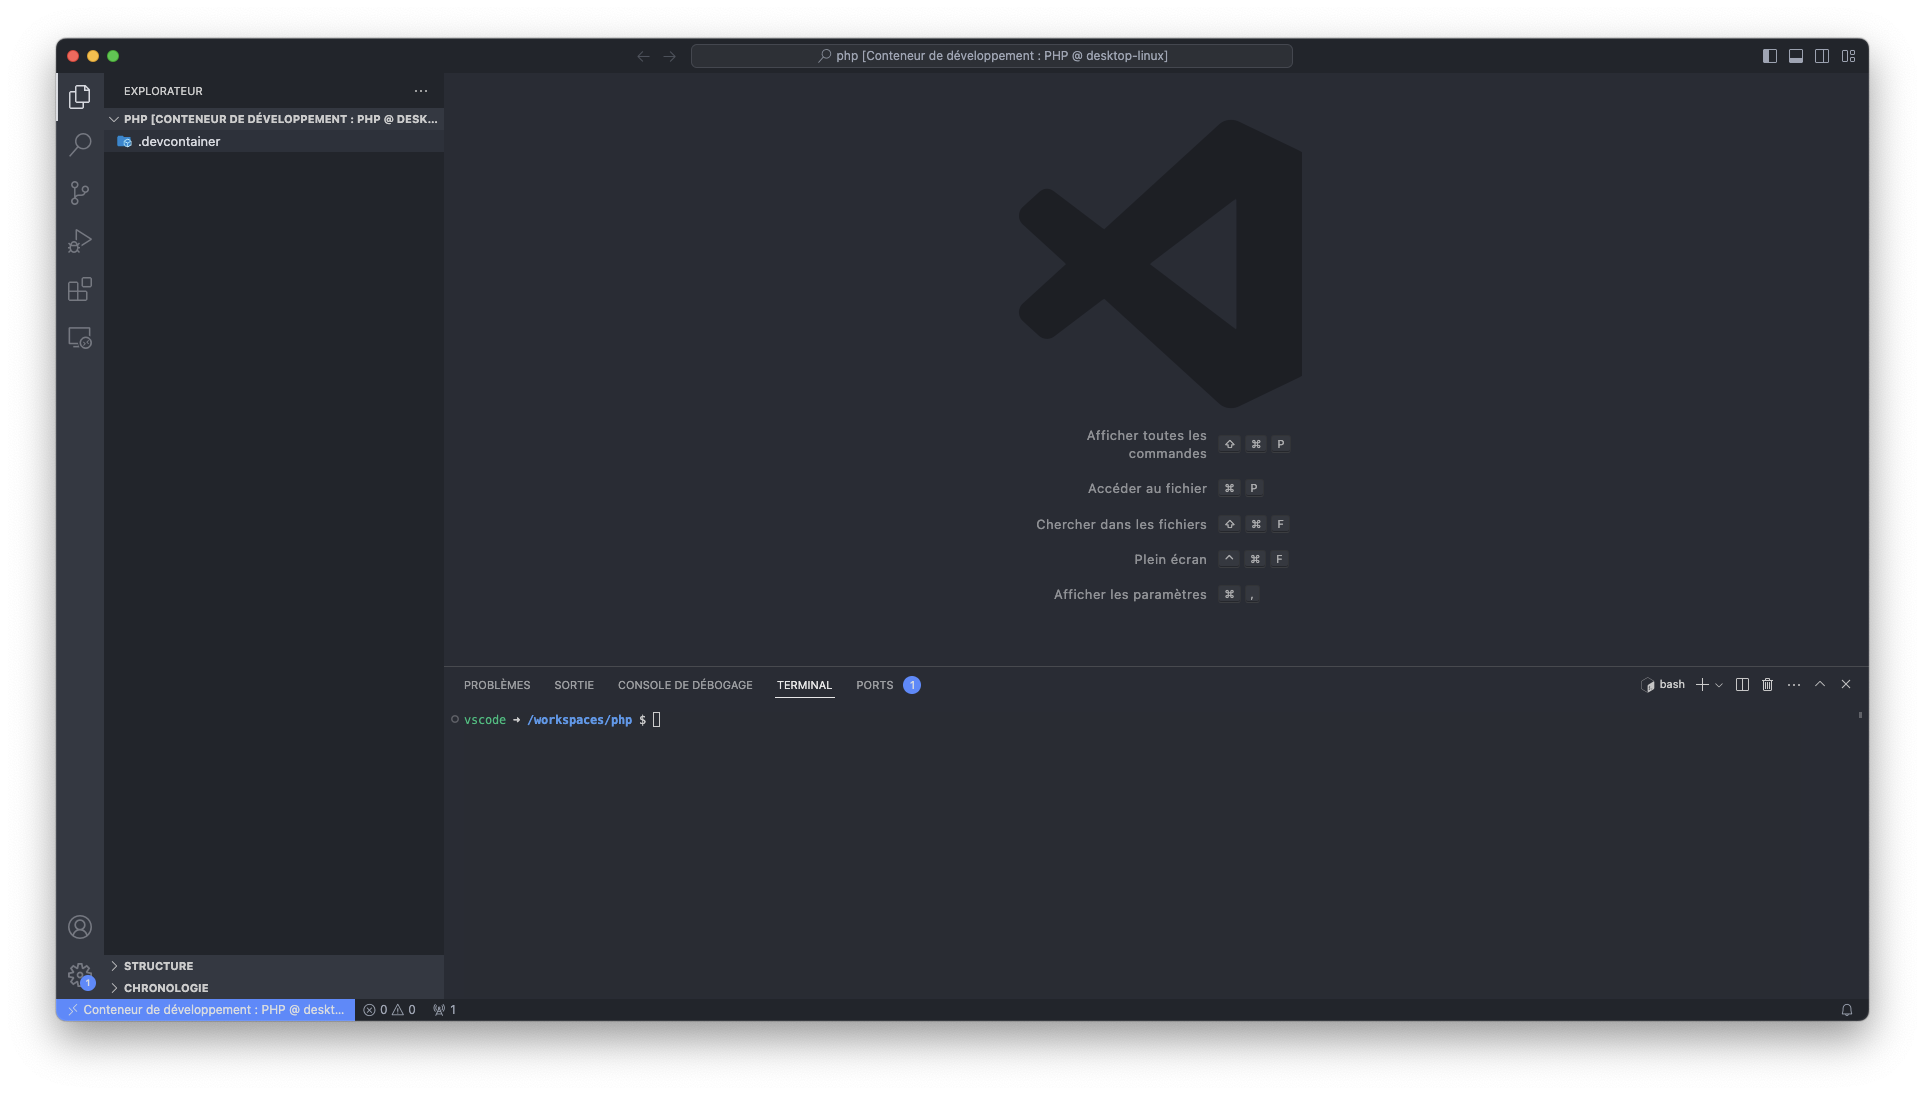 php [Conteneur de développement : PHP @ desktop-linux]
EXPLORATEUR
PHP [CONTENEUR DE DÉVELOPPEMENT : PHP @ DESK...
.devcontainer
Afficher toutes les
commandes
⇧ ⌘ P
Accéder au fichier ⌘ P
Chercher dans les fichiers ⇧ ⌘ F
Plein écran ^ ⌘ F
Afficher les paramètres ⌘ ,
PROBLÈMES SORTIE CONSOLE DE DÉBOGAGE TERMINAL PORTS 1
bash
vscode → /workspaces/php $
STRUCTURE
1
CHRONOLOGIE
Conteneur de développement : PHP @ deskt... 0 0 1